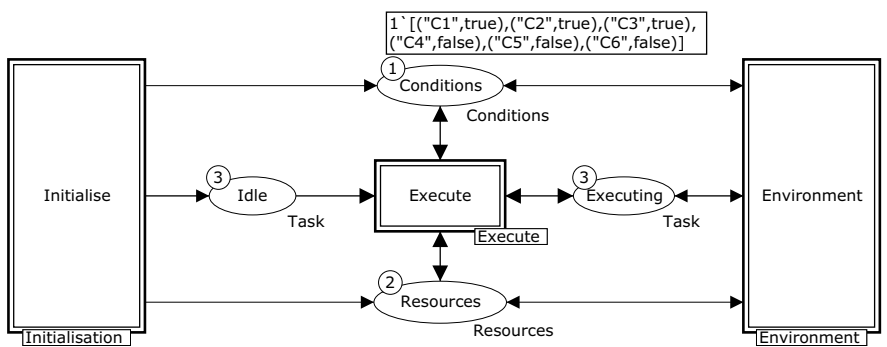 1`[("C1",true),("C2",true),("C3",true),
("C4",false),("C5",false),("C6",false)]
1
Conditions
Conditions
Initialise
3
Idle
Task
Execute
Execute
3
Executing
Task
Environment
2
Resources
Resources
Initialisation
Environment